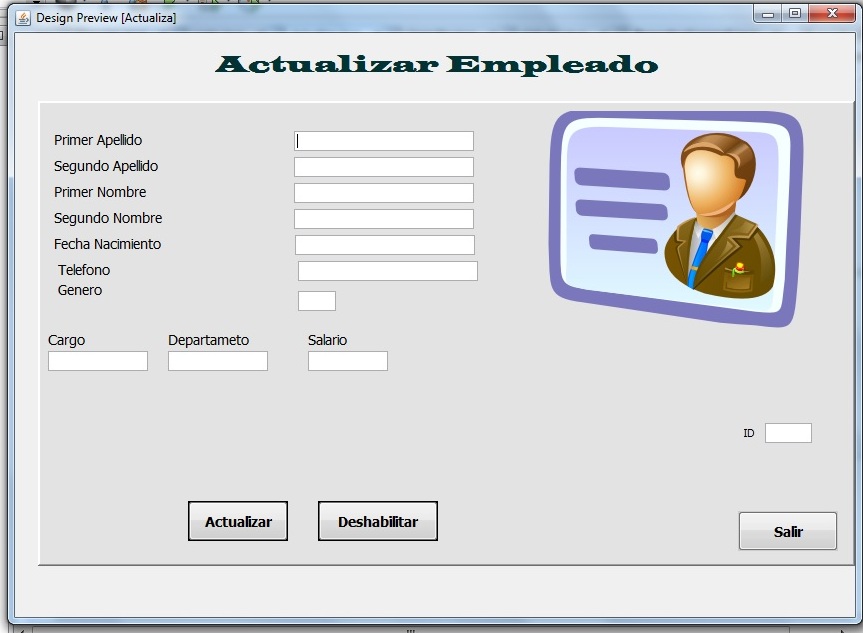 Design Preview [Actualiza]
Actualizar Empleado
Primer Apellido
Segundo Apellido
Primer Nombre
Segundo Nombre
Fecha Nacimiento
Telefono
Genero
Cargo Departameto Salario
ID
Actualizar Deshabilitar
Salir